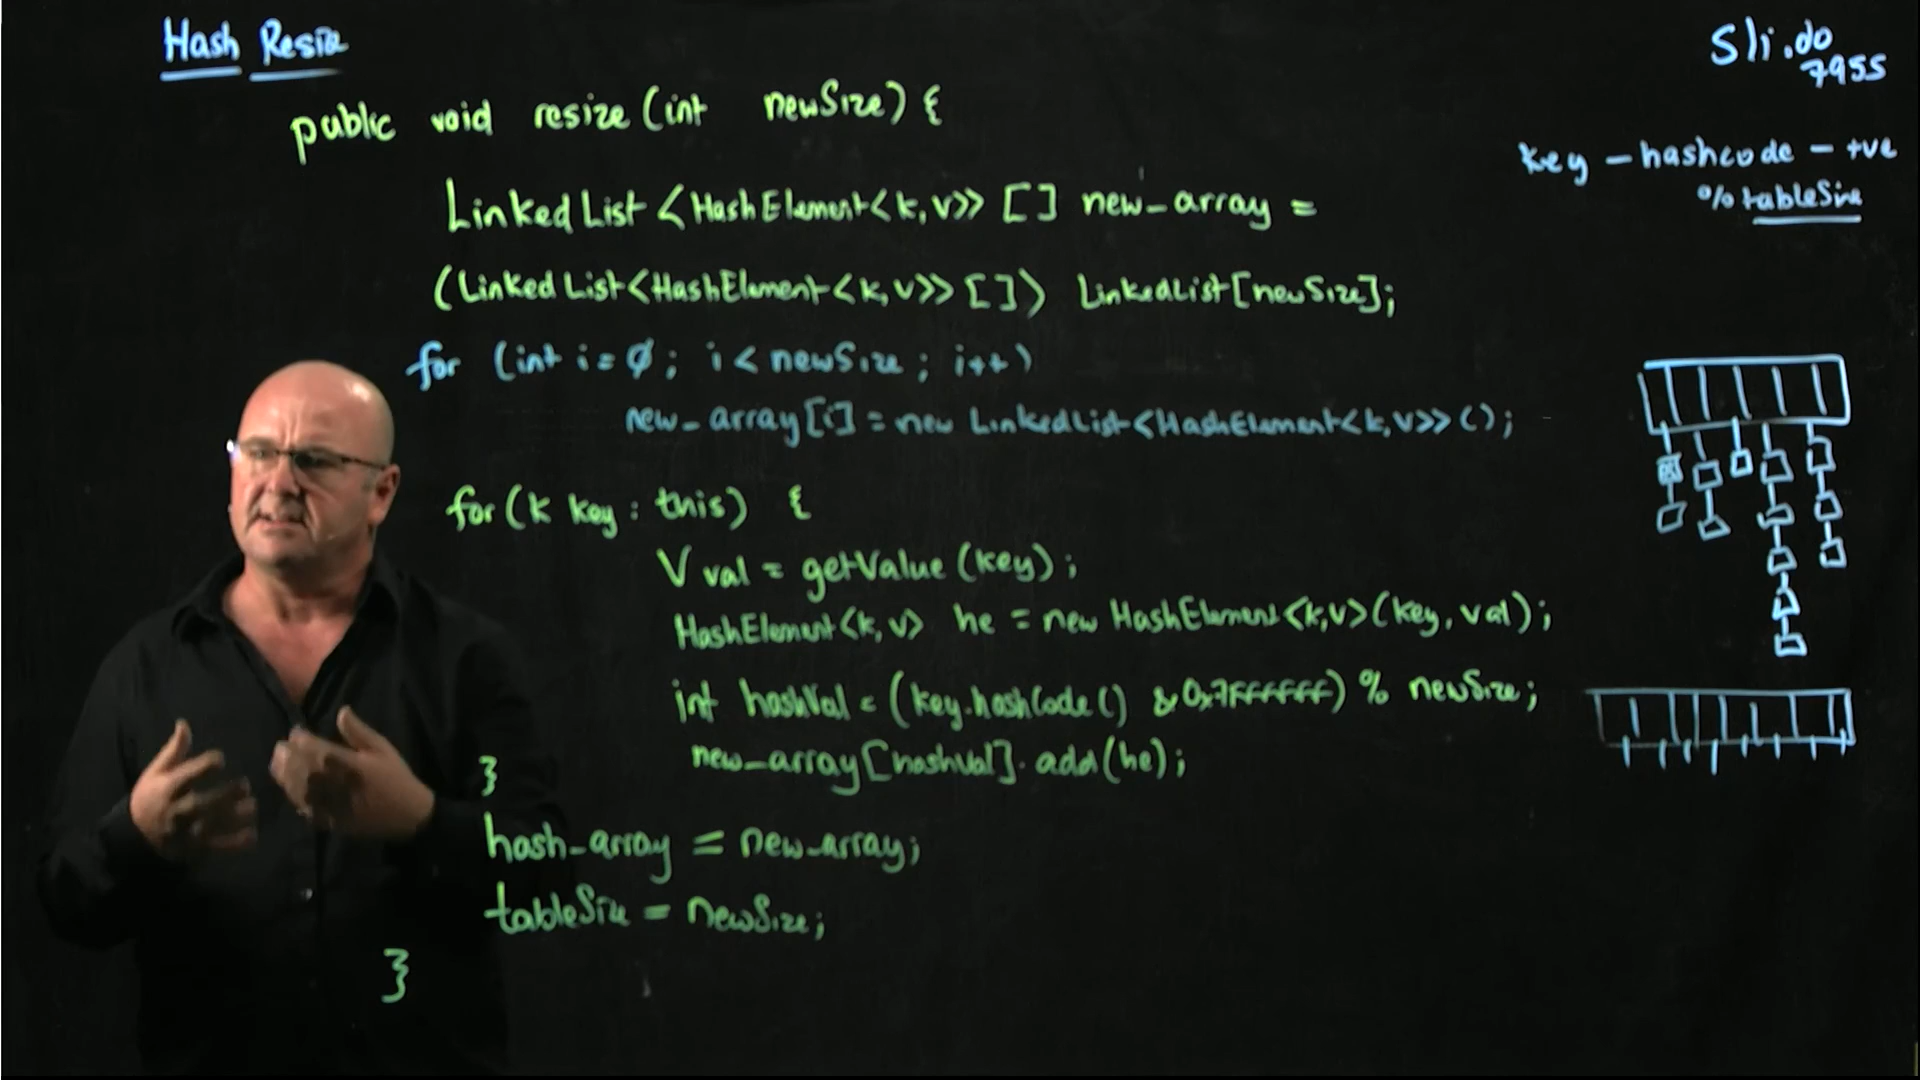 Hash Resize
Sli.do
7955
public void resize (int newSize) {
key - hashcode - +ve
% tableSize
LinkedList <HashElement<k,v>> [] new_array =
(LinkedList<HashElement<k,v>> []) LinkedList[newSize];
for (int i=0; i<newSize; i++)
new_array[i] = new LinkedList<HashElement<k,v>>();
for (k key : this) {
V val = getValue (key);
HashElement<k,v> he = new HashElement<k,v>(key, val);
int hashVal = (key.hashCode() & 0x7FFFFFFF) % newSize;
new_array[hashVal].add(he);
}
hash_array = new_array;
tableSize = newSize;
}